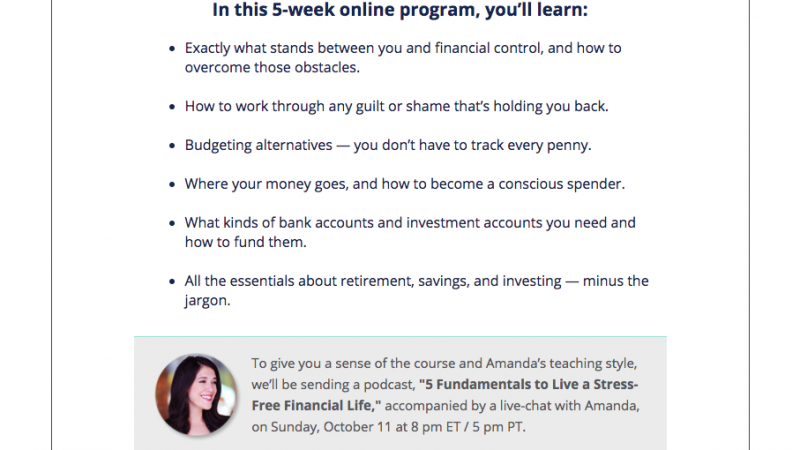 In this 5-week online program, you’ll learn:
• Exactly what stands between you and financial control, and how to
overcome those obstacles.
• How to work through any guilt or shame that’s holding you back.
• Budgeting alternatives — you don’t have to track every penny.
• Where your money goes, and how to become a conscious spender.
• What kinds of bank accounts and investment accounts you need and
how to fund them.
• All the essentials about retirement, savings, and investing — minus the
jargon.
To give you a sense of the course and Amanda’s teaching style,
we’ll be sending a podcast, "5 Fundamentals to Live a Stress-
Free Financial Life," accompanied by a live-chat with Amanda,
on Sunday, October 11 at 8 pm ET / 5 pm PT.